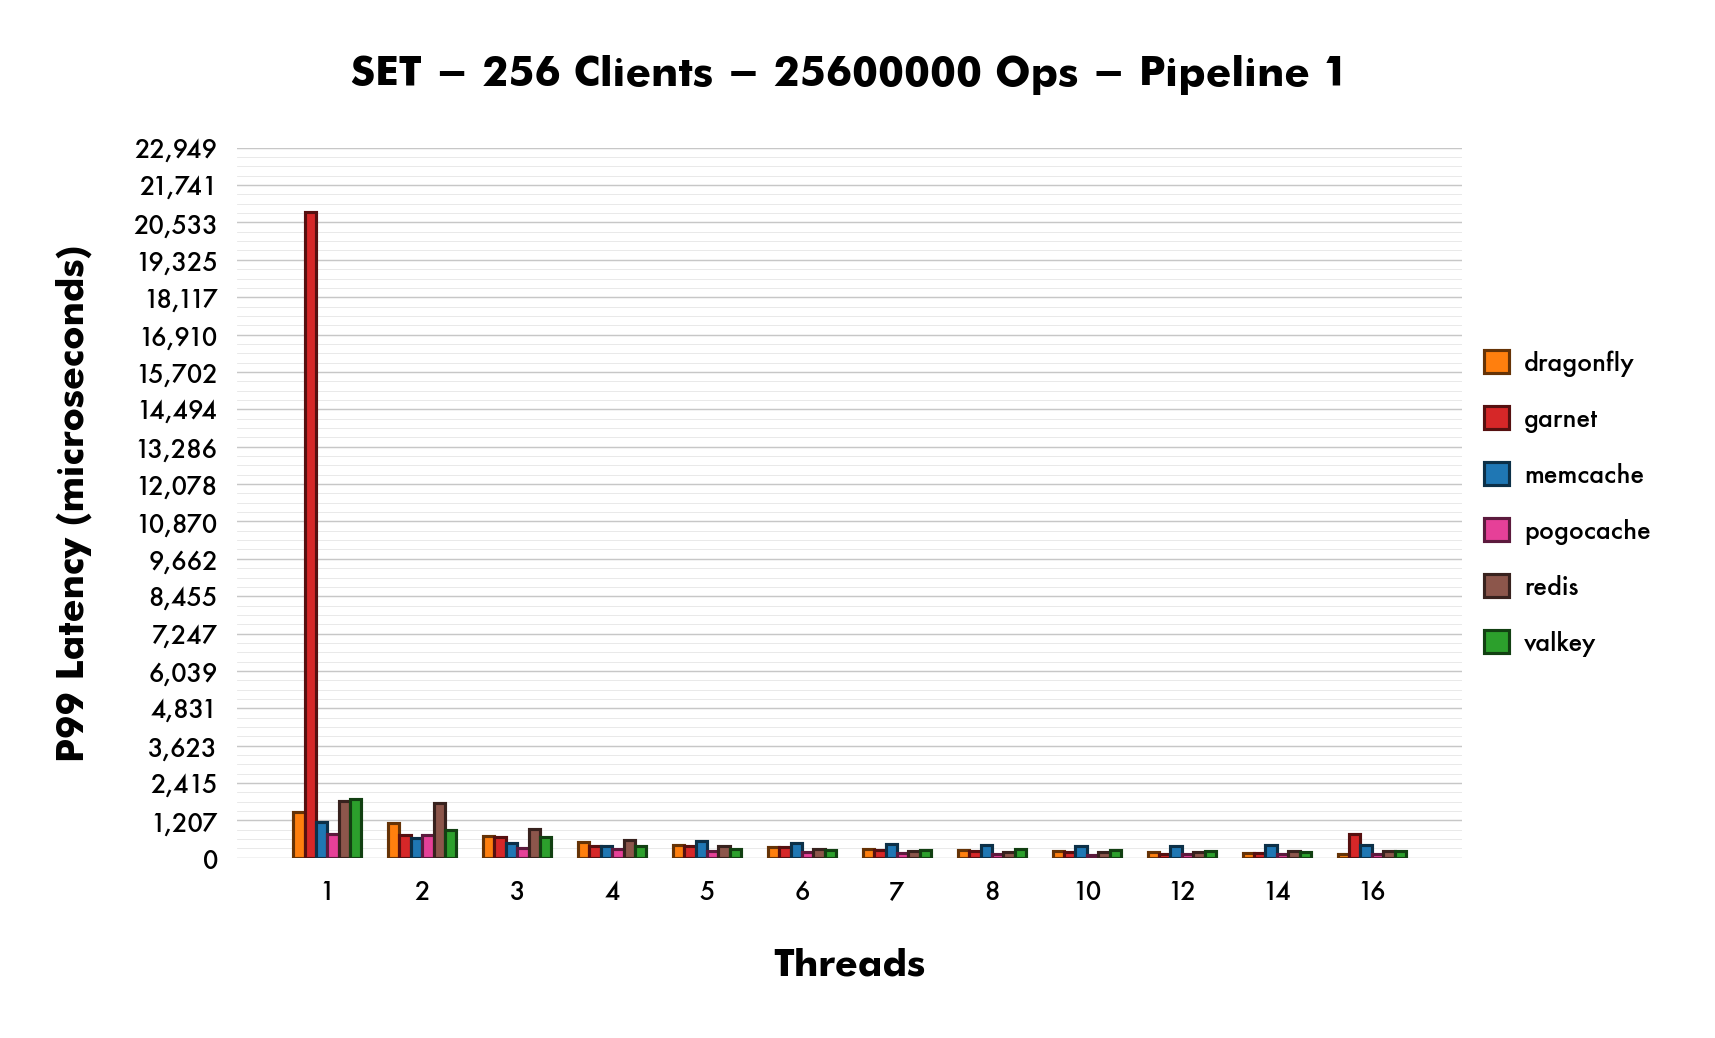 SET – 256 Clients – 25600000 Ops – Pipeline 1
P99 Latency (microseconds)
22,949
21,741
20,533
19,325
18,117
16,910
15,702
14,494
13,286
12,078
10,870
9,662
8,455
7,247
6,039
4,831
3,623
2,415
1,207
0
1 2 3 4 5 6 7 8 10 12 14 16
Threads
dragonfly
garnet
memcache
pogocache
redis
valkey